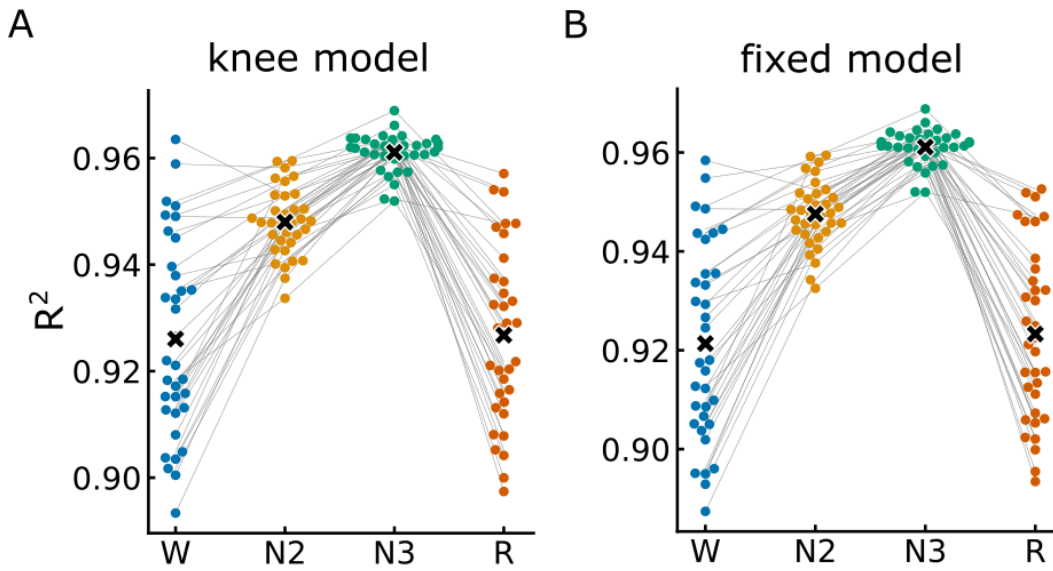 A
knee model
R²
0.96
0.94
0.92
0.90
W N2 N3 R
B
fixed model
0.96
0.94
0.92
0.90
W N2 N3 R